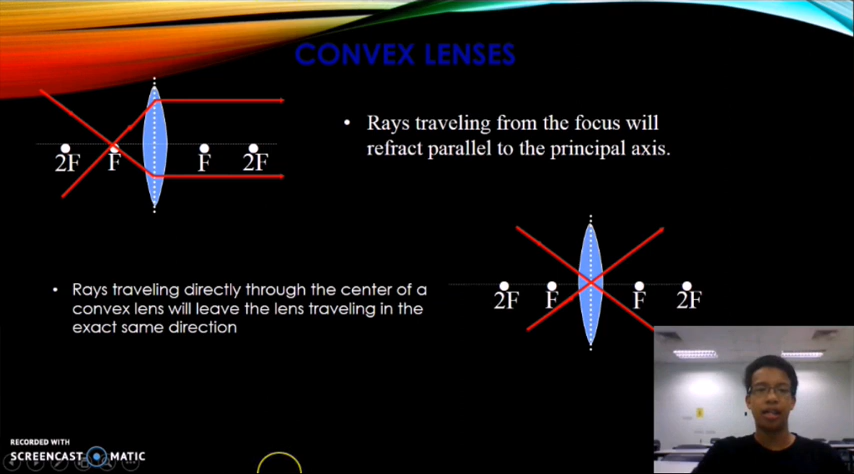 CONVEX LENSES
2F F F 2F
• Rays traveling from the focus will
refract parallel to the principal axis.
2F F F 2F
• Rays traveling directly through the center of a
convex lens will leave the lens traveling in the
exact same direction
RECORDED WITH
SCREENCAST MATIC